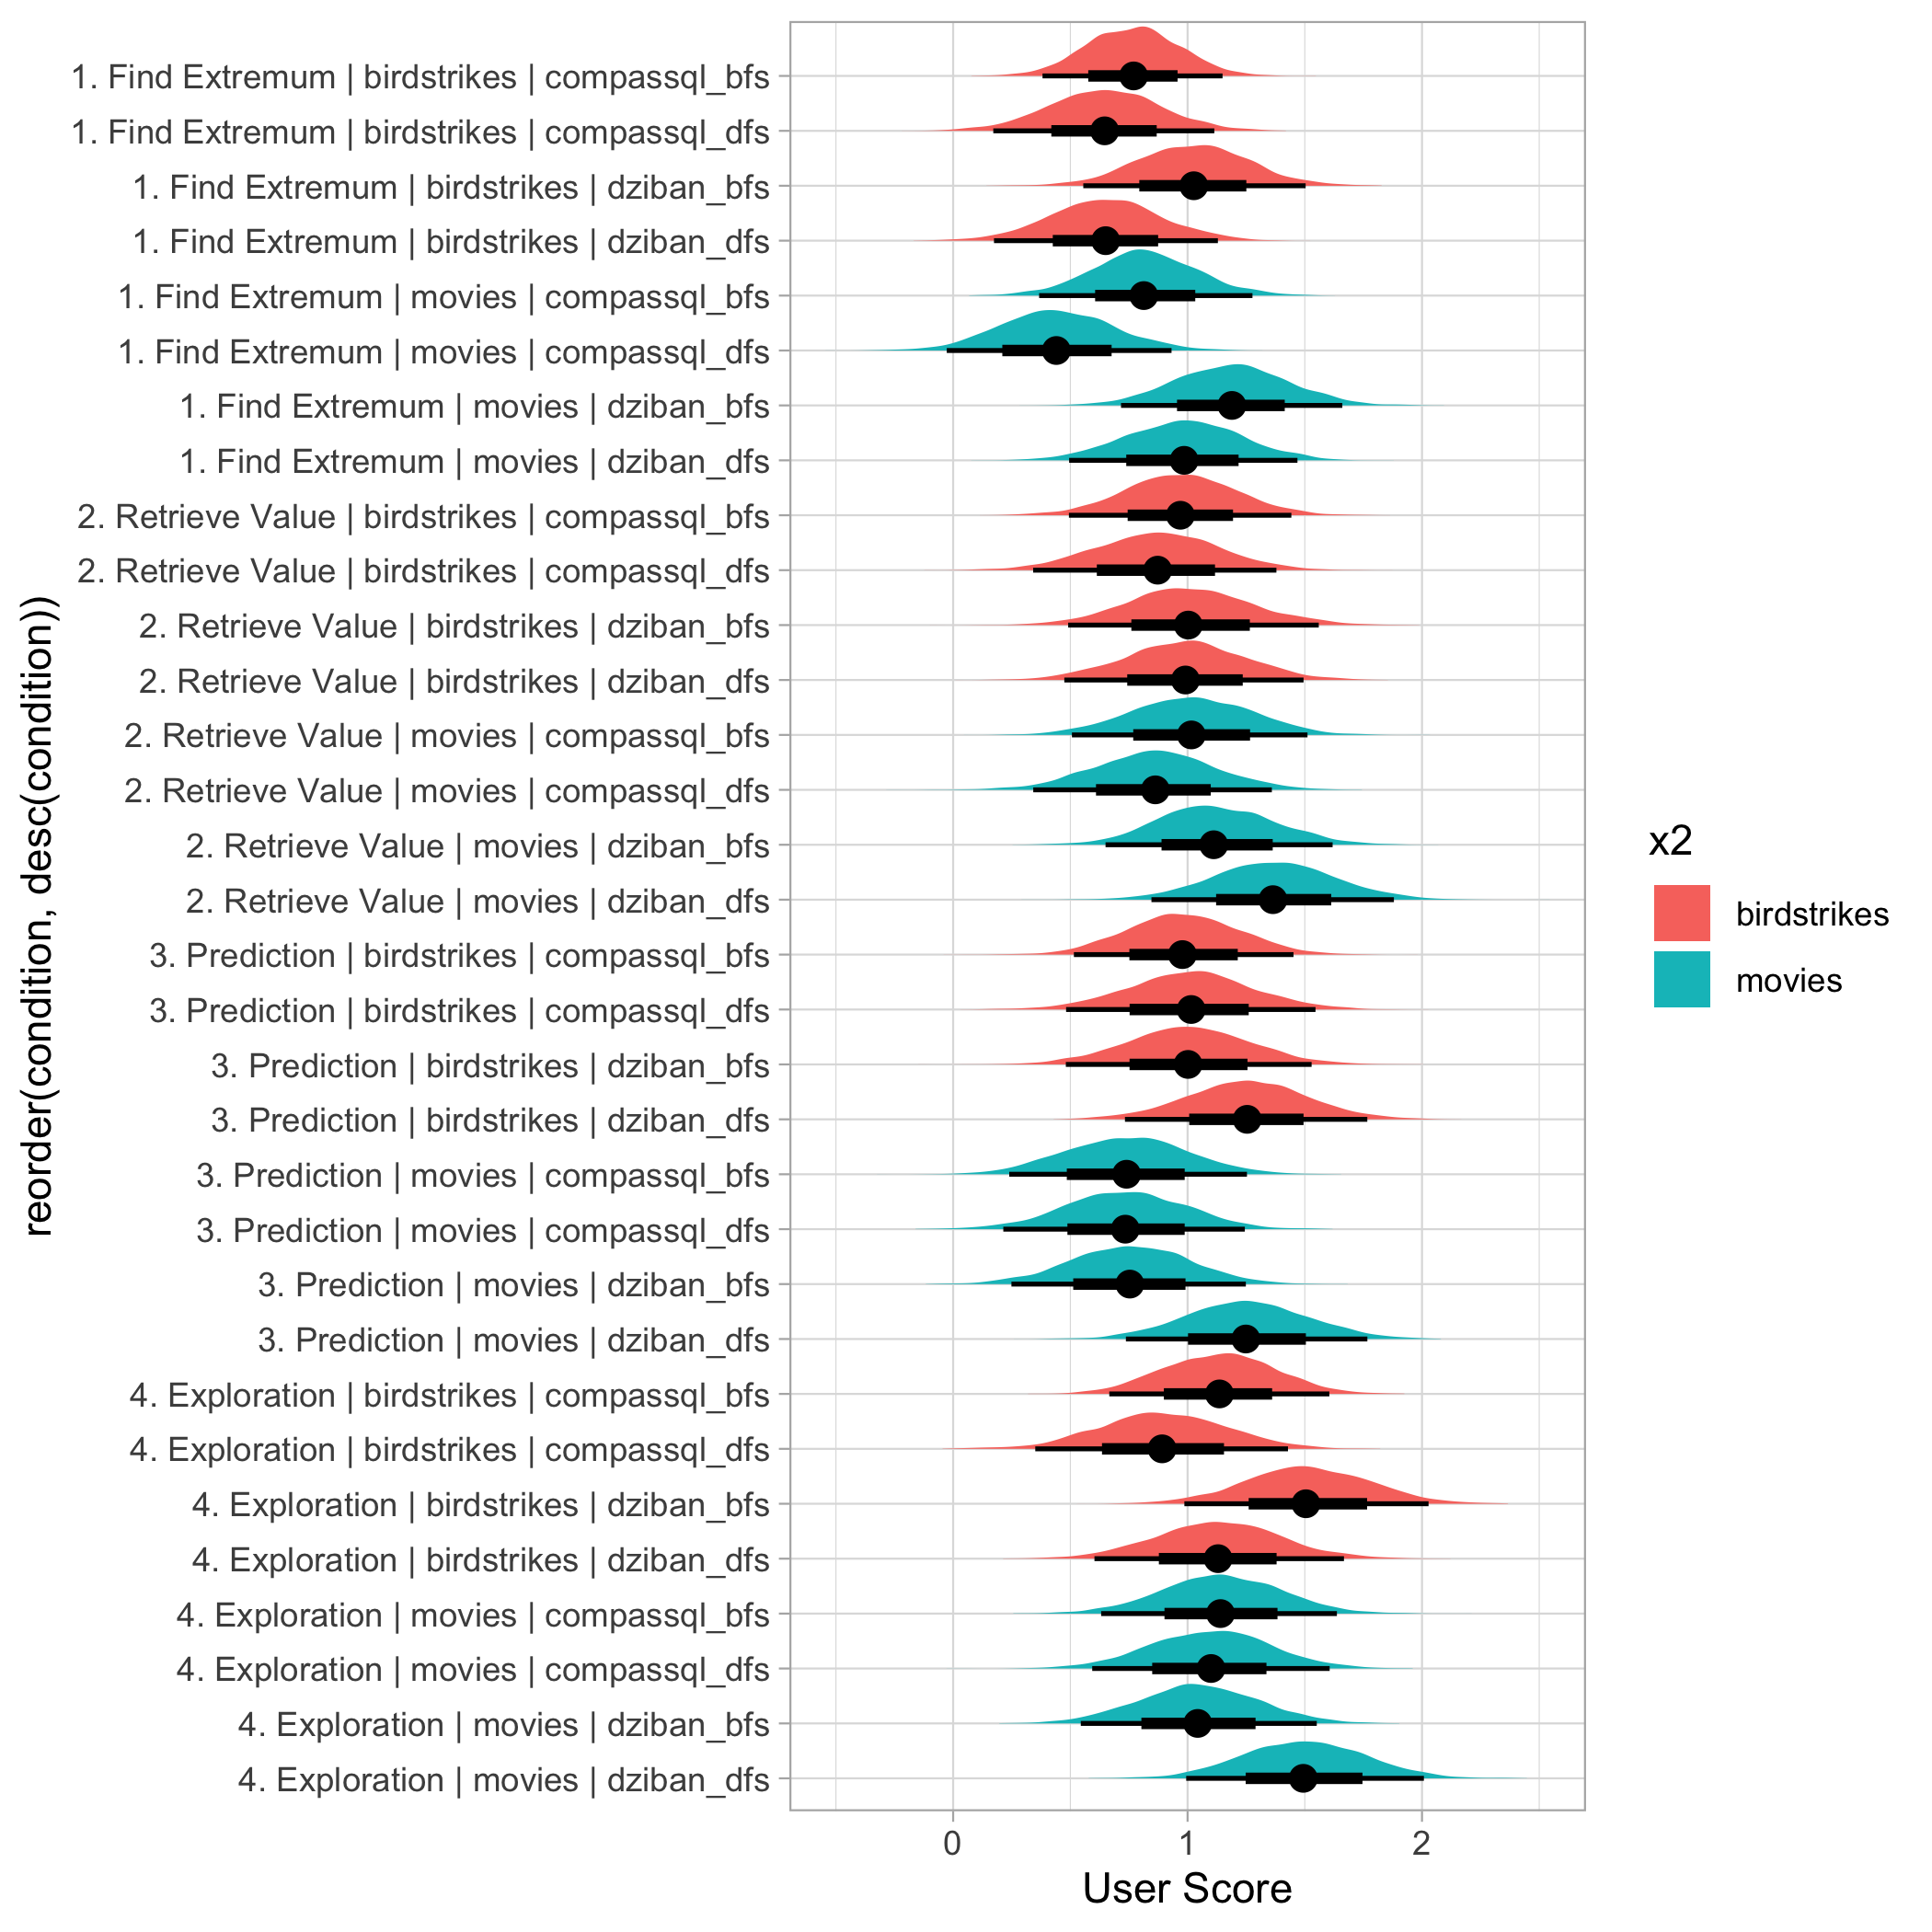 1. Find Extremum | birdstrikes | compassql_bfs
1. Find Extremum | birdstrikes | compassql_dfs
1. Find Extremum | birdstrikes | dziban_bfs
1. Find Extremum | birdstrikes | dziban_dfs
1. Find Extremum | movies | compassql_bfs
1. Find Extremum | movies | compassql_dfs
1. Find Extremum | movies | dziban_bfs
1. Find Extremum | movies | dziban_dfs
2. Retrieve Value | birdstrikes | compassql_bfs
2. Retrieve Value | birdstrikes | compassql_dfs
2. Retrieve Value | birdstrikes | dziban_bfs
2. Retrieve Value | birdstrikes | dziban_dfs
2. Retrieve Value | movies | compassql_bfs
2. Retrieve Value | movies | compassql_dfs
2. Retrieve Value | movies | dziban_bfs
2. Retrieve Value | movies | dziban_dfs
3. Prediction | birdstrikes | compassql_bfs
3. Prediction | birdstrikes | compassql_dfs
3. Prediction | birdstrikes | dziban_bfs
3. Prediction | birdstrikes | dziban_dfs
3. Prediction | movies | compassql_bfs
3. Prediction | movies | compassql_dfs
3. Prediction | movies | dziban_bfs
3. Prediction | movies | dziban_dfs
4. Exploration | birdstrikes | compassql_bfs
4. Exploration | birdstrikes | compassql_dfs
4. Exploration | birdstrikes | dziban_bfs
4. Exploration | birdstrikes | dziban_dfs
4. Exploration | movies | compassql_bfs
4. Exploration | movies | compassql_dfs
4. Exploration | movies | dziban_bfs
4. Exploration | movies | dziban_dfs
reorder(condition, desc(condition))
0 1 2
User Score
x2
birdstrikes
movies